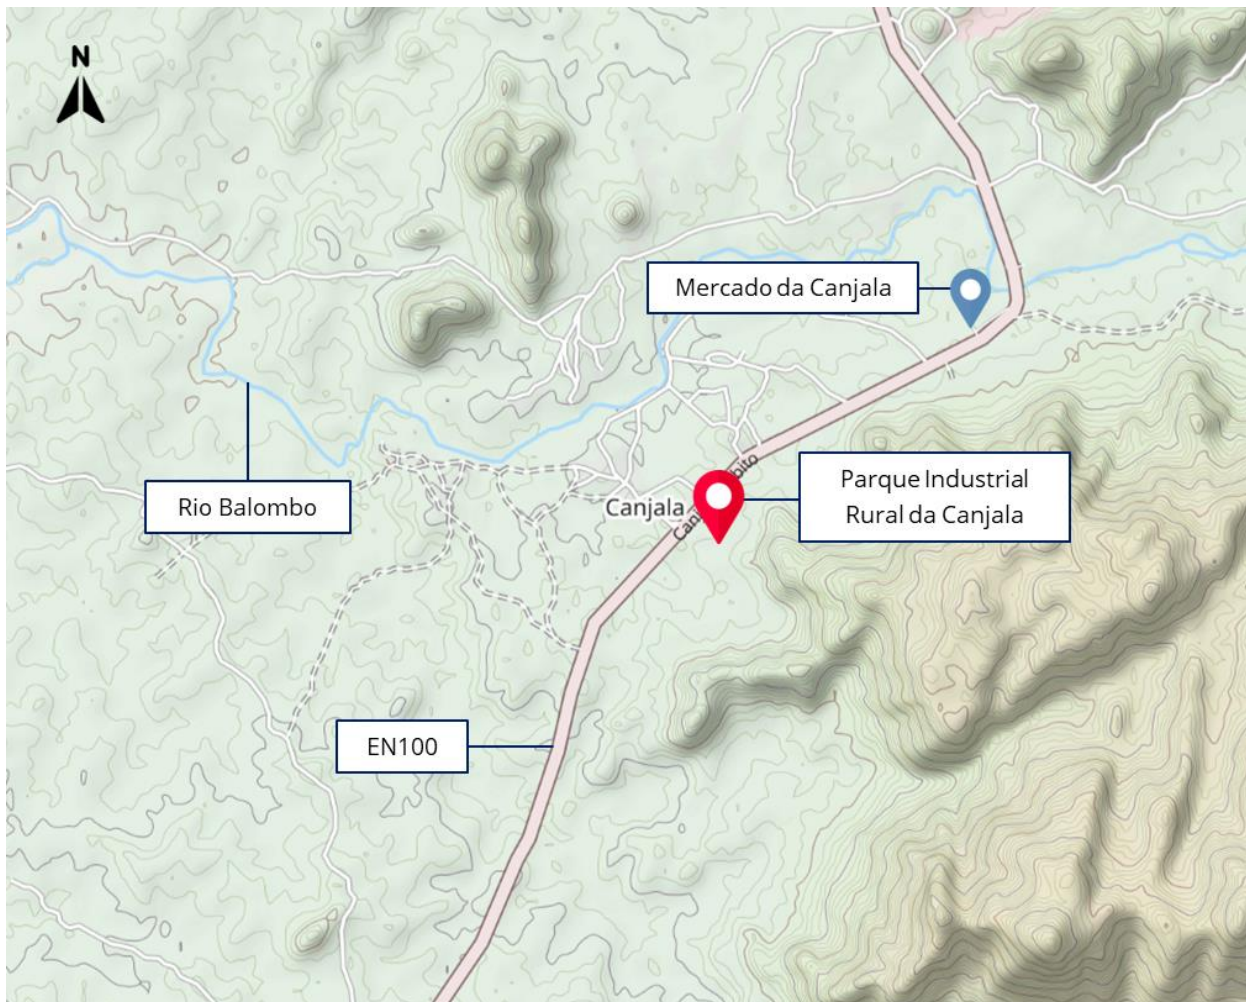 N
Mercado da Canjala
Parque Industrial
Rural da Canjala
Rio Balombo
Canjala
EN100